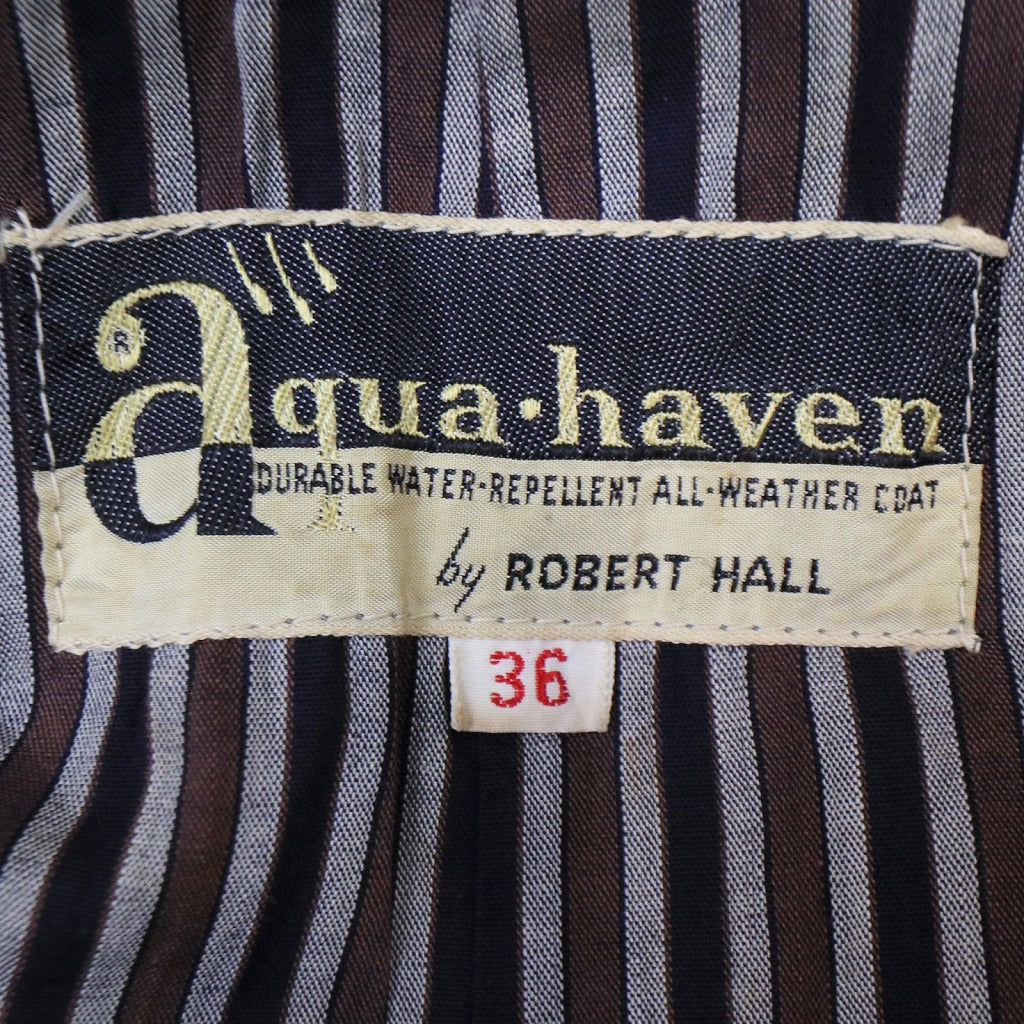 aqua·haven
®
DURABLE WATER-REPELLENT ALL-WEATHER COAT
by ROBERT HALL
36